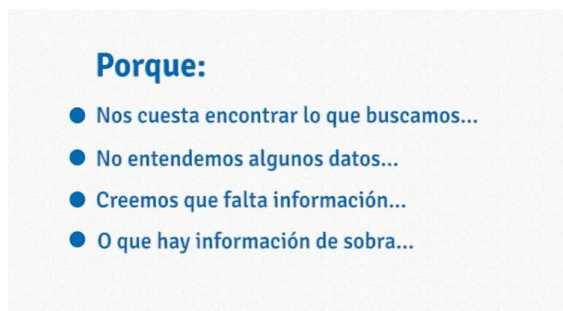 Porque:
Nos cuesta encontrar lo que buscamos...
No entendemos algunos datos...
Creemos que falta información...
O que hay información de sobra...